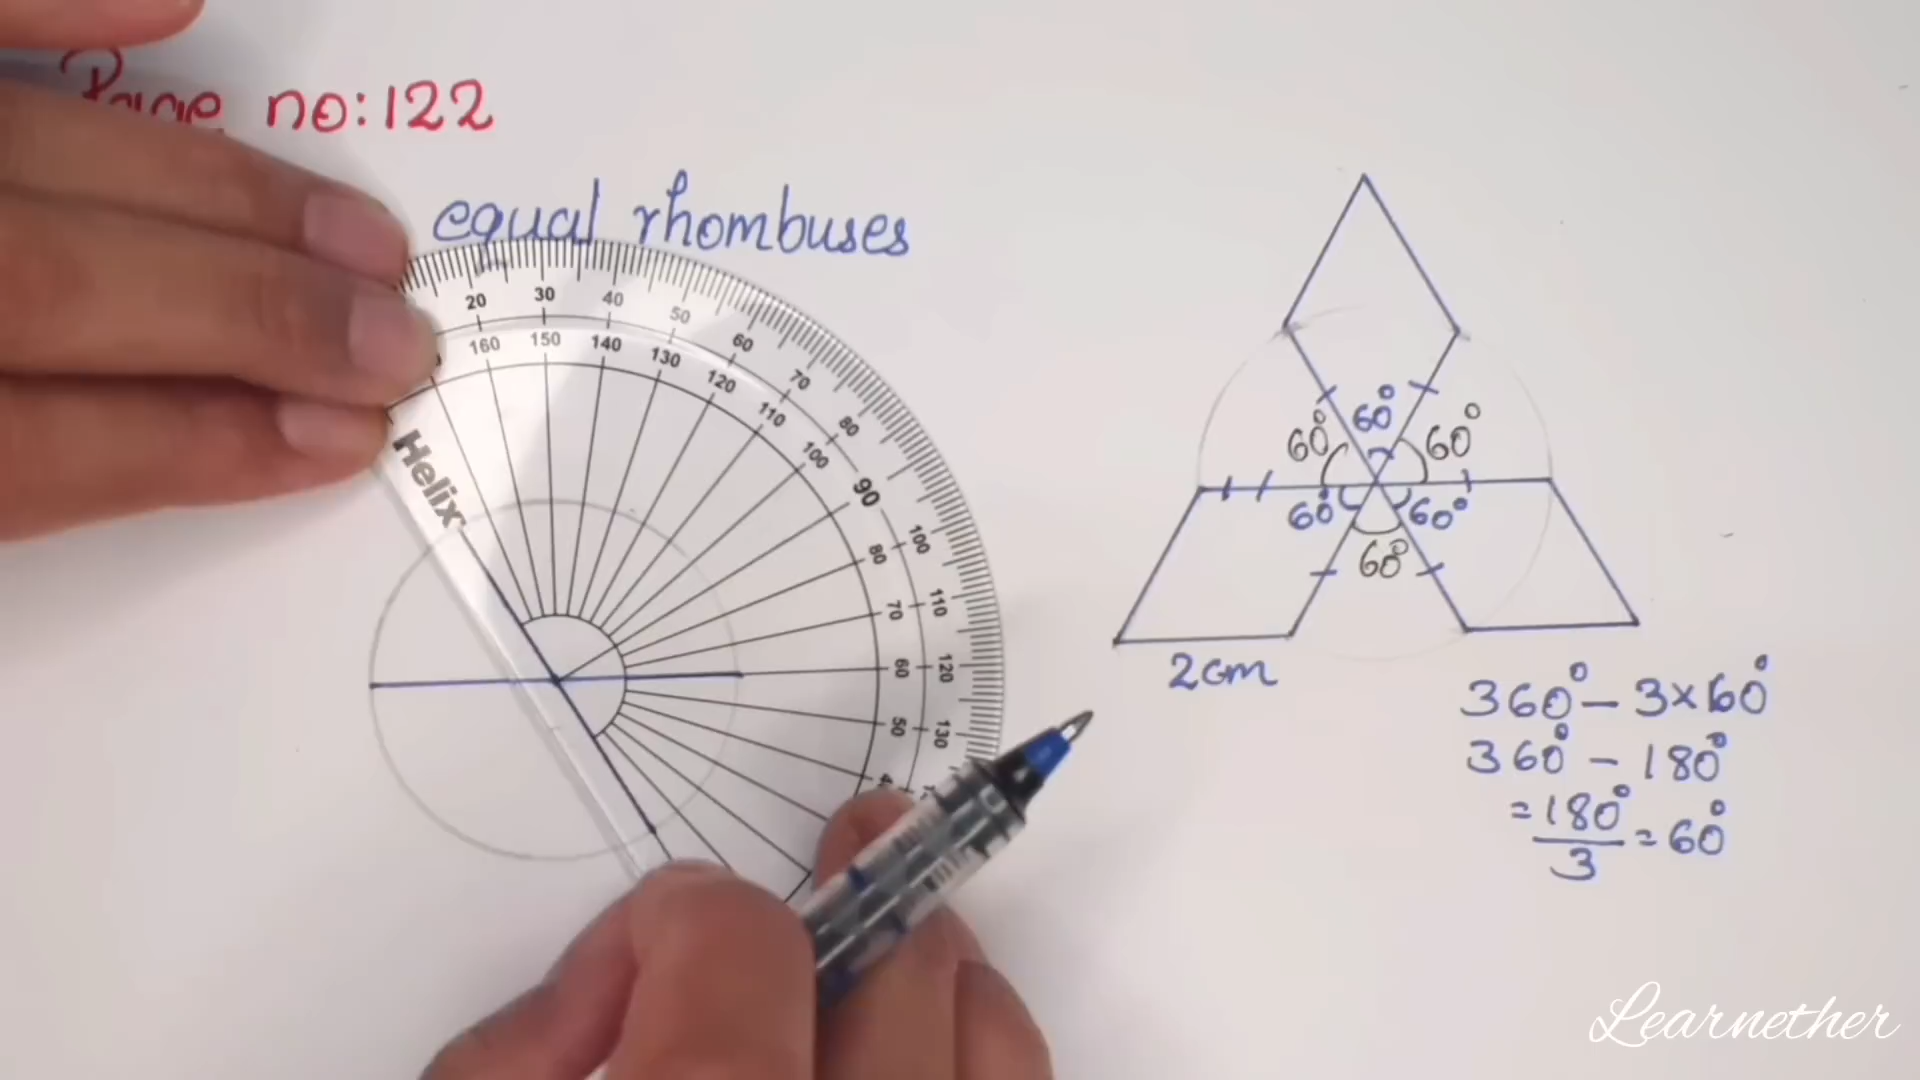 Page no:122
equal rhombuses
Helix
20 30 40 50 60 70 80 90 100 110 120 130
160 150 140 130 120 110 100 80 70 60 50
60° 60° 60°
60° 60°
60°
2cm
360° - 3×60°
360° - 180°
= 180°/3 = 60°
Learnether